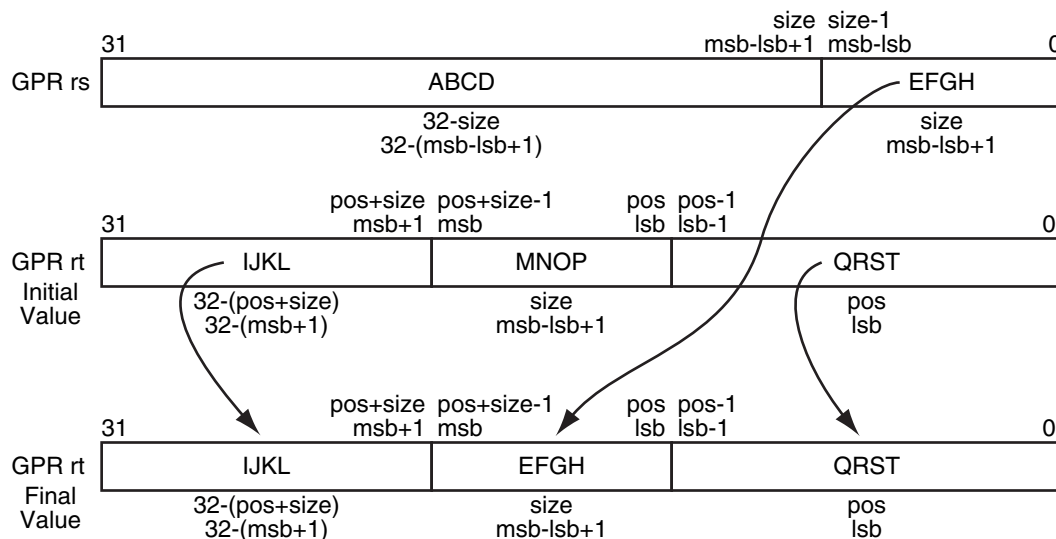 size size-1
31 msb-lsb+1 msb-lsb 0
GPR rs ABCD EFGH
32-size size
32-(msb-lsb+1) msb-lsb+1
pos+size pos+size-1 pos pos-1
31 msb+1 msb lsb lsb-1 0
GPR rt IJKL MNOP QRST
Initial 32-(pos+size) size pos
Value 32-(msb+1) msb-lsb+1 lsb
pos+size pos+size-1 pos pos-1
31 msb+1 msb lsb lsb-1 0
GPR rt IJKL EFGH QRST
Final 32-(pos+size) size pos
Value 32-(msb+1) msb-lsb+1 lsb